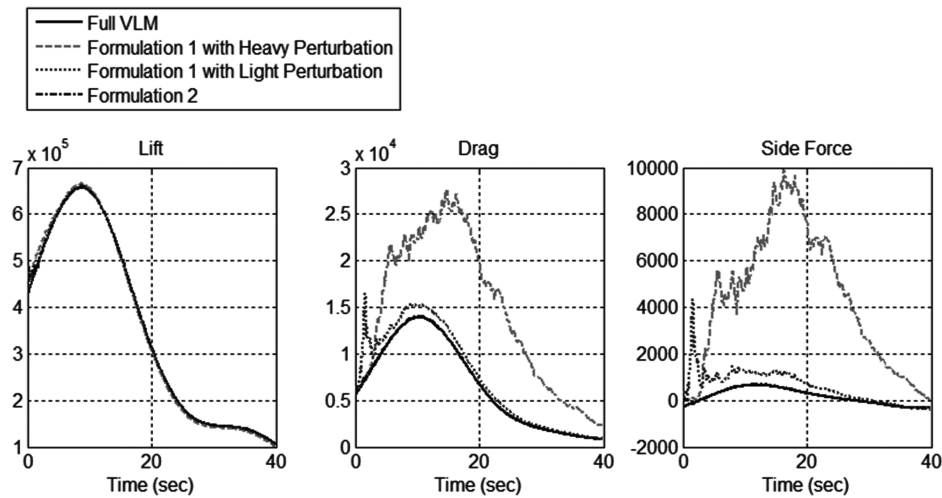 Full VLM
Formulation 1 with Heavy Perturbation
Formulation 1 with Light Perturbation
Formulation 2
Lift
x 10^5
7
6
5
4
3
2
1
0
20
40
Time (sec)
Drag
x 10^4
3
2.5
2
1.5
1
0.5
0
0
20
40
Time (sec)
Side Force
10000
8000
6000
4000
2000
0
-2000
0
20
40
Time (sec)